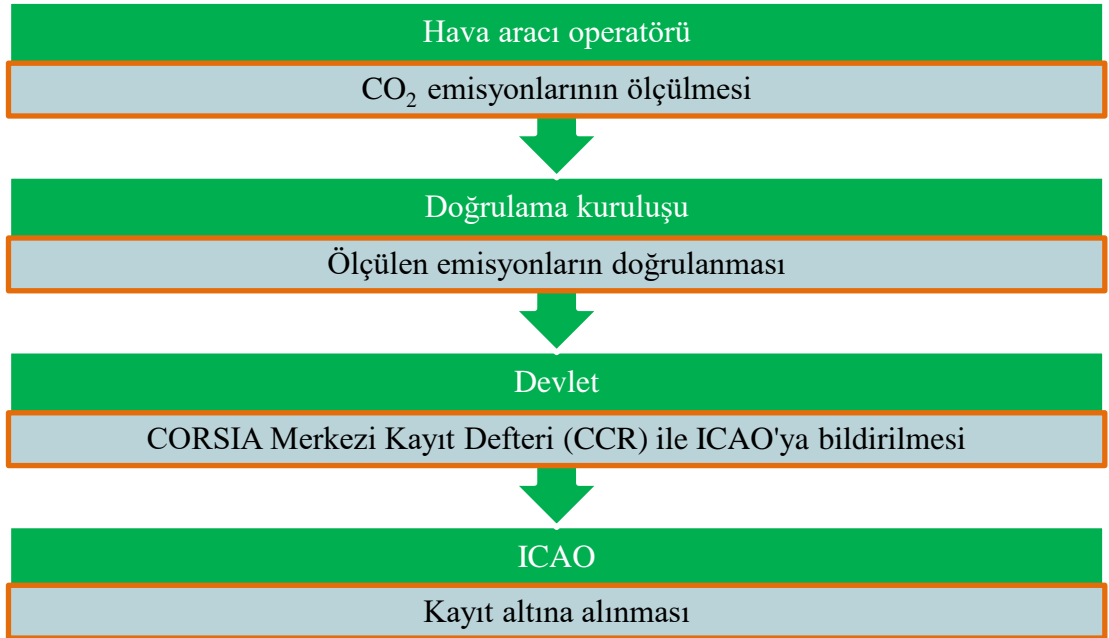 Hava aracı operatörü
CO₂ emisyonlarının ölçülmesi
Doğrulama kuruluşu
Ölçülen emisyonların doğrulanması
Devlet
CORSIA Merkezi Kayıt Defteri (CCR) ile ICAO'ya bildirilmesi
ICAO
Kayıt altına alınması